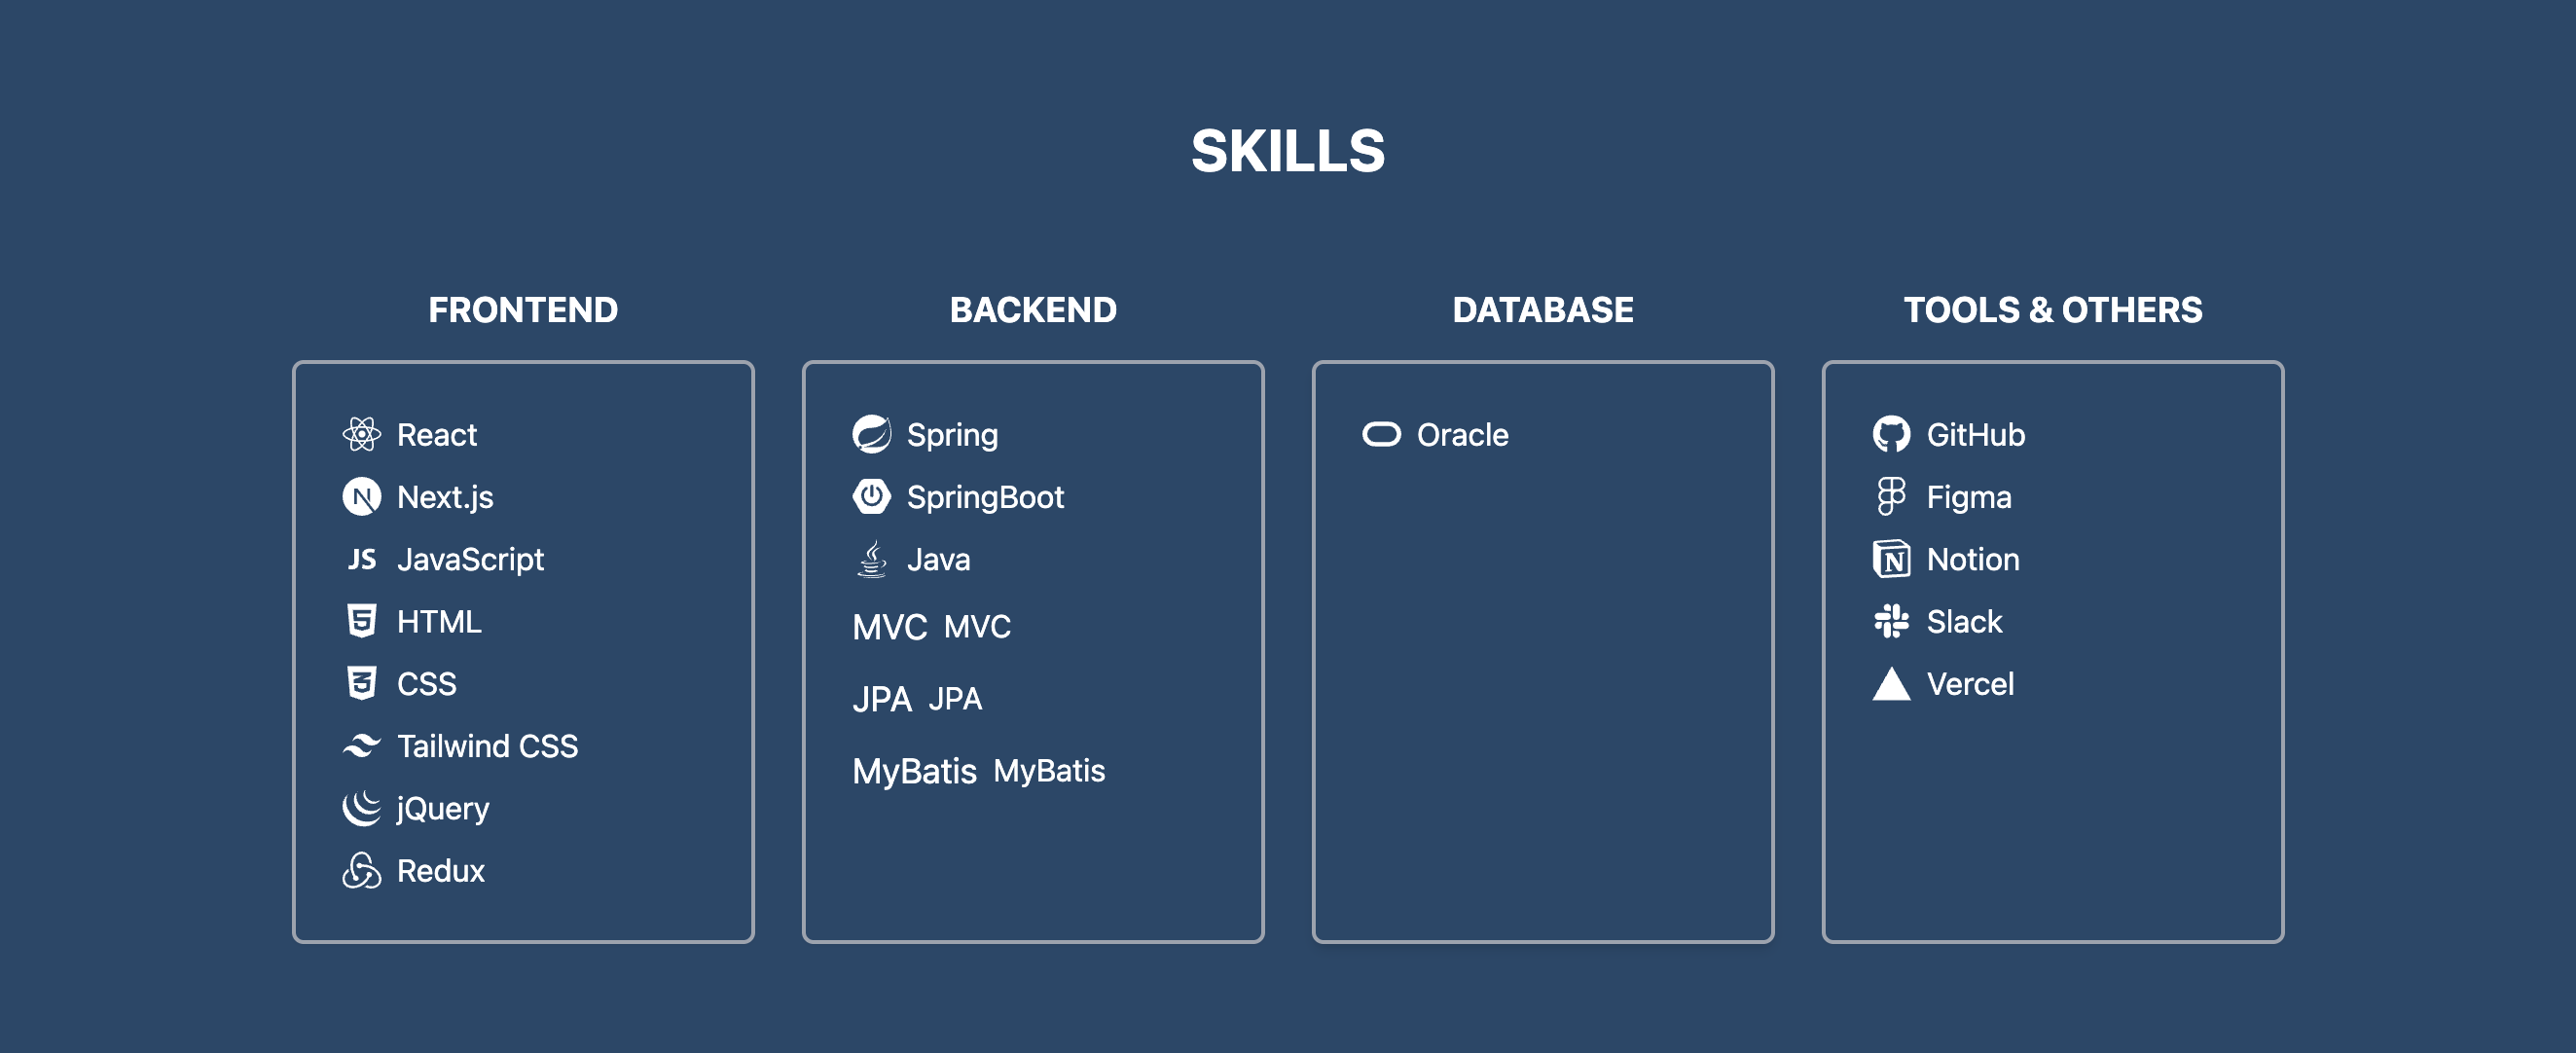 SKILLS
FRONTEND
React
Next.js
JS JavaScript
HTML
CSS
Tailwind CSS
jQuery
Redux
BACKEND
Spring
SpringBoot
Java
MVC MVC
JPA JPA
MyBatis MyBatis
DATABASE
Oracle
TOOLS & OTHERS
GitHub
Figma
Notion
Slack
Vercel